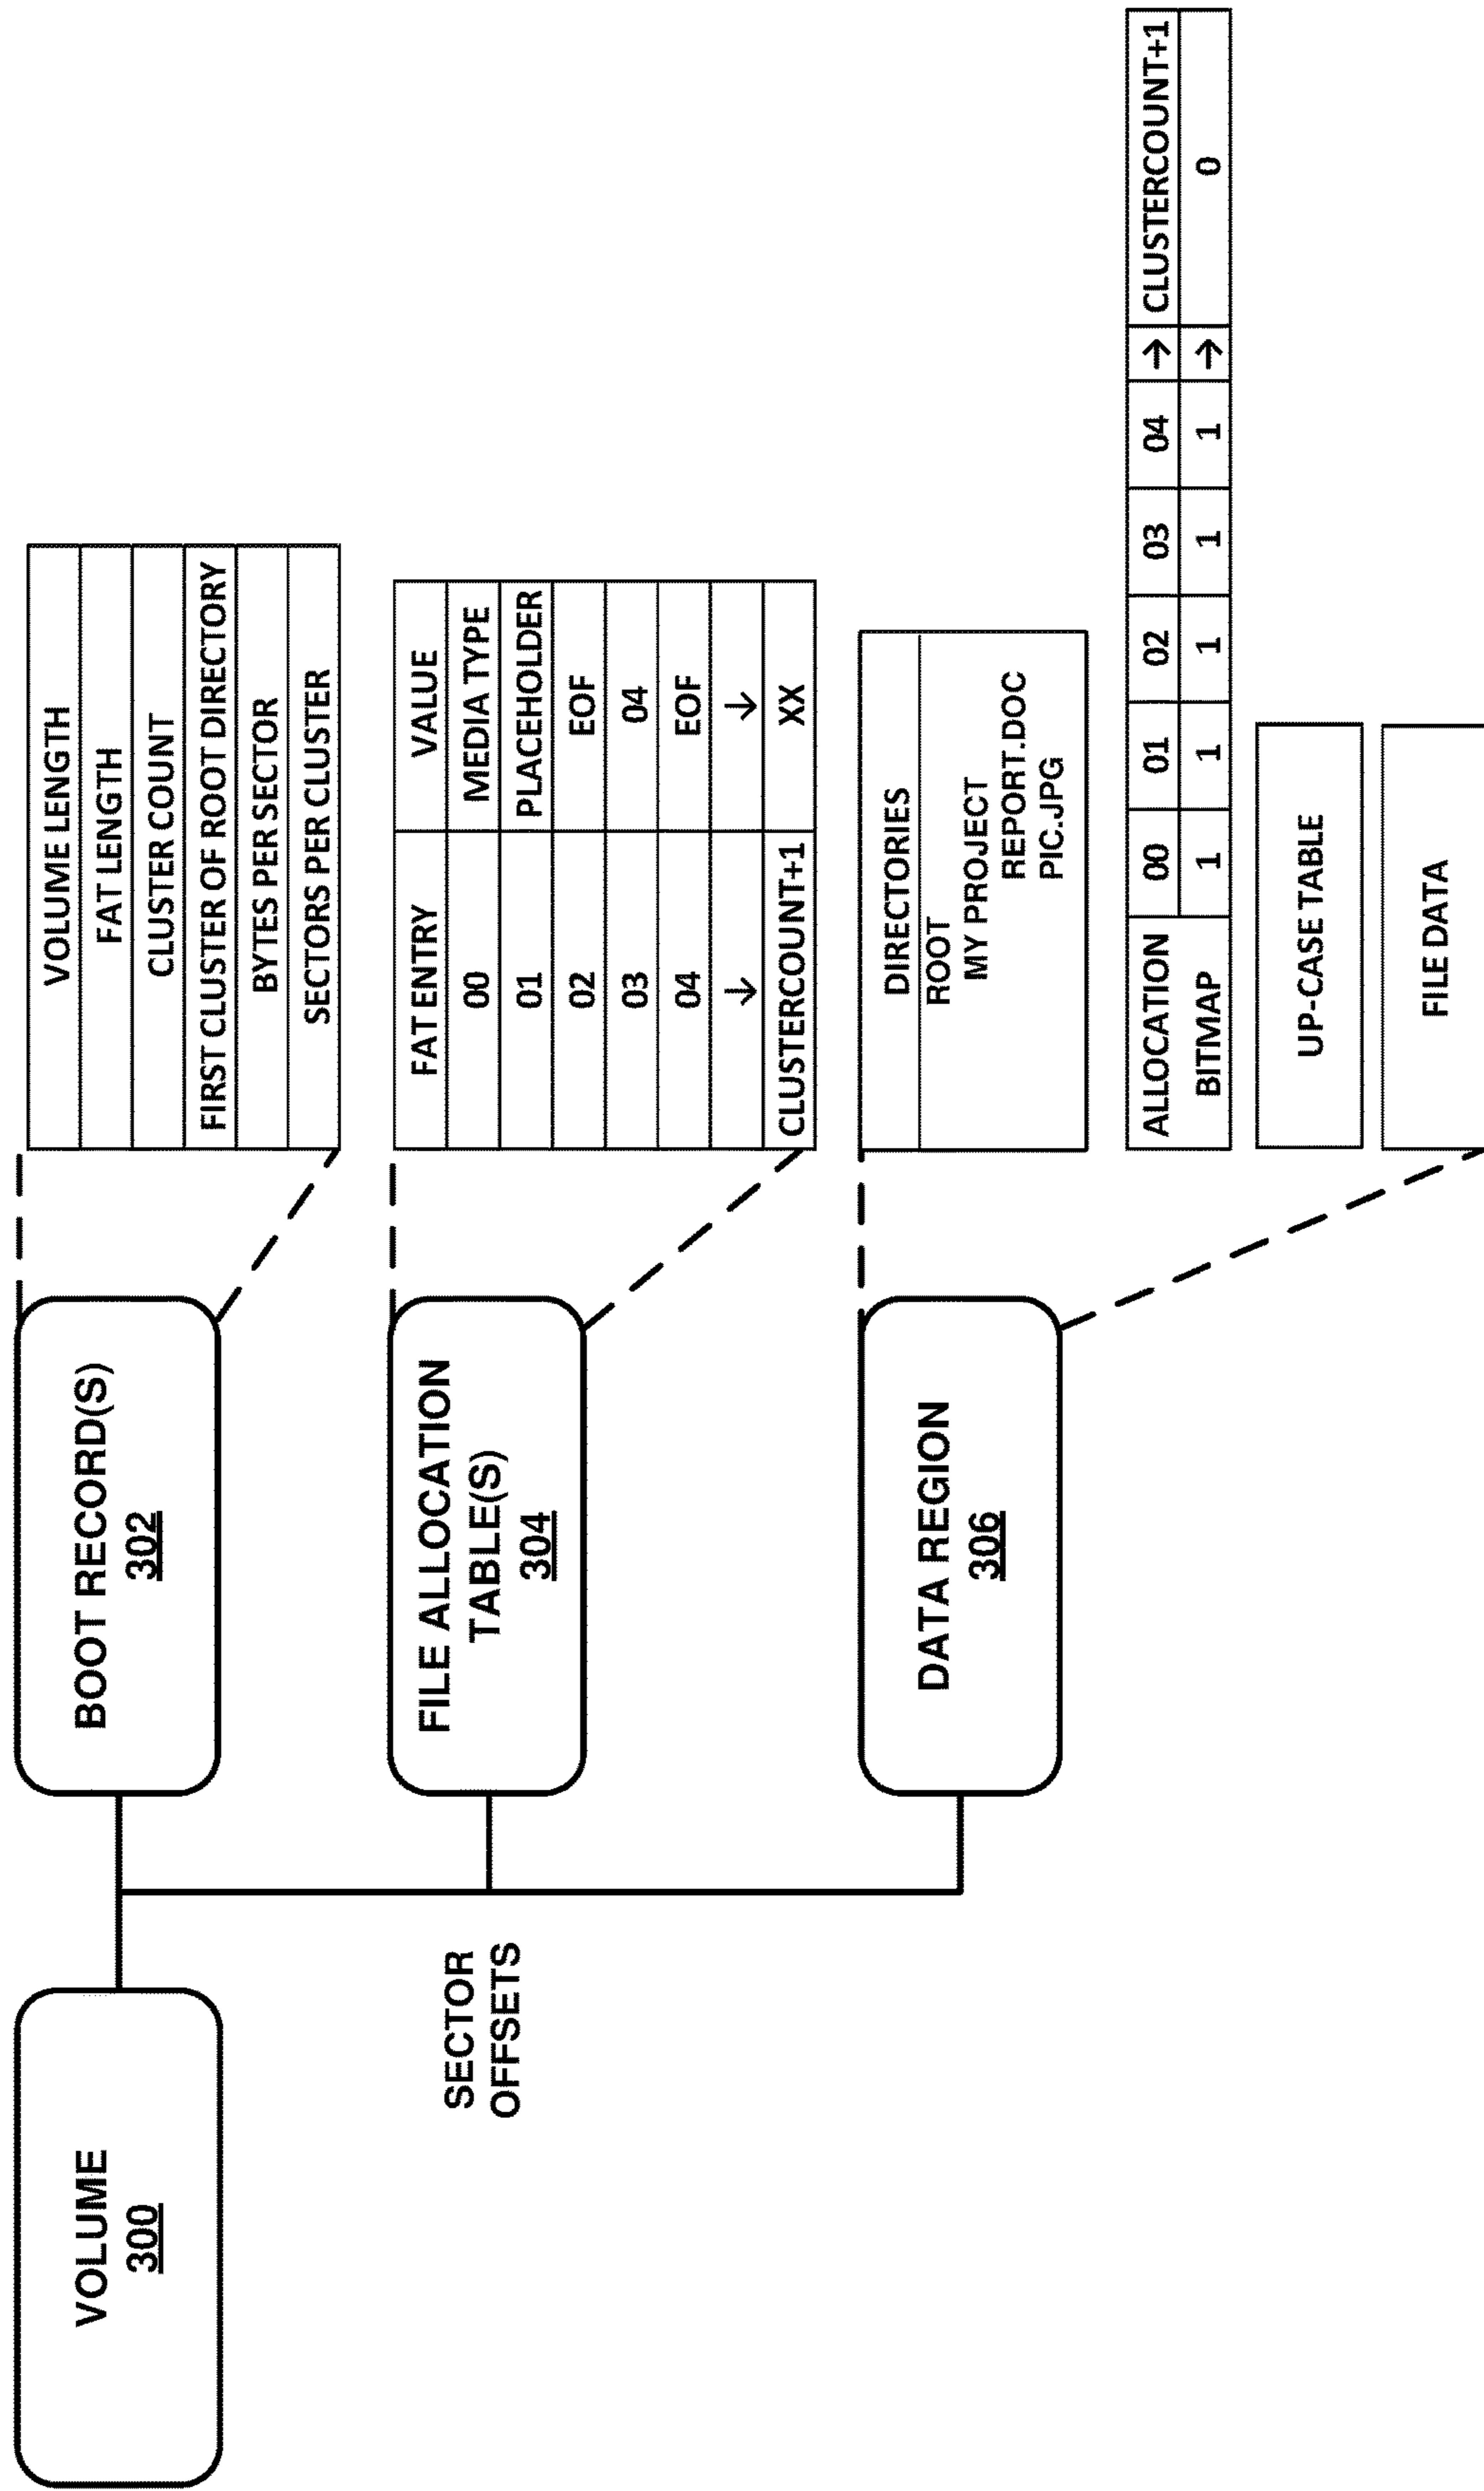 VOLUME
300
SECTOR
OFFSETS
BOOT RECORD(S)
302
VOLUME LENGTH
FAT LENGTH
CLUSTER COUNT
FIRST CLUSTER OF ROOT DIRECTORY
BYTES PER SECTOR
SECTORS PER CLUSTER
FILE ALLOCATION
TABLE(S)
304
FAT ENTRY VALUE
00 MEDIA TYPE
01 PLACEHOLDER
02 EOF
03 04
04 EOF
↓ ↓
CLUSTERCOUNT+1 XX
DATA REGION
306
DIRECTORIES
ROOT
MY PROJECT
REPORT.DOC
PIC.JPG
ALLOCATION 00 01 02 03 04 → CLUSTERCOUNT+1
BITMAP 1 1 1 1 1 → 0
UP-CASE TABLE
FILE DATA